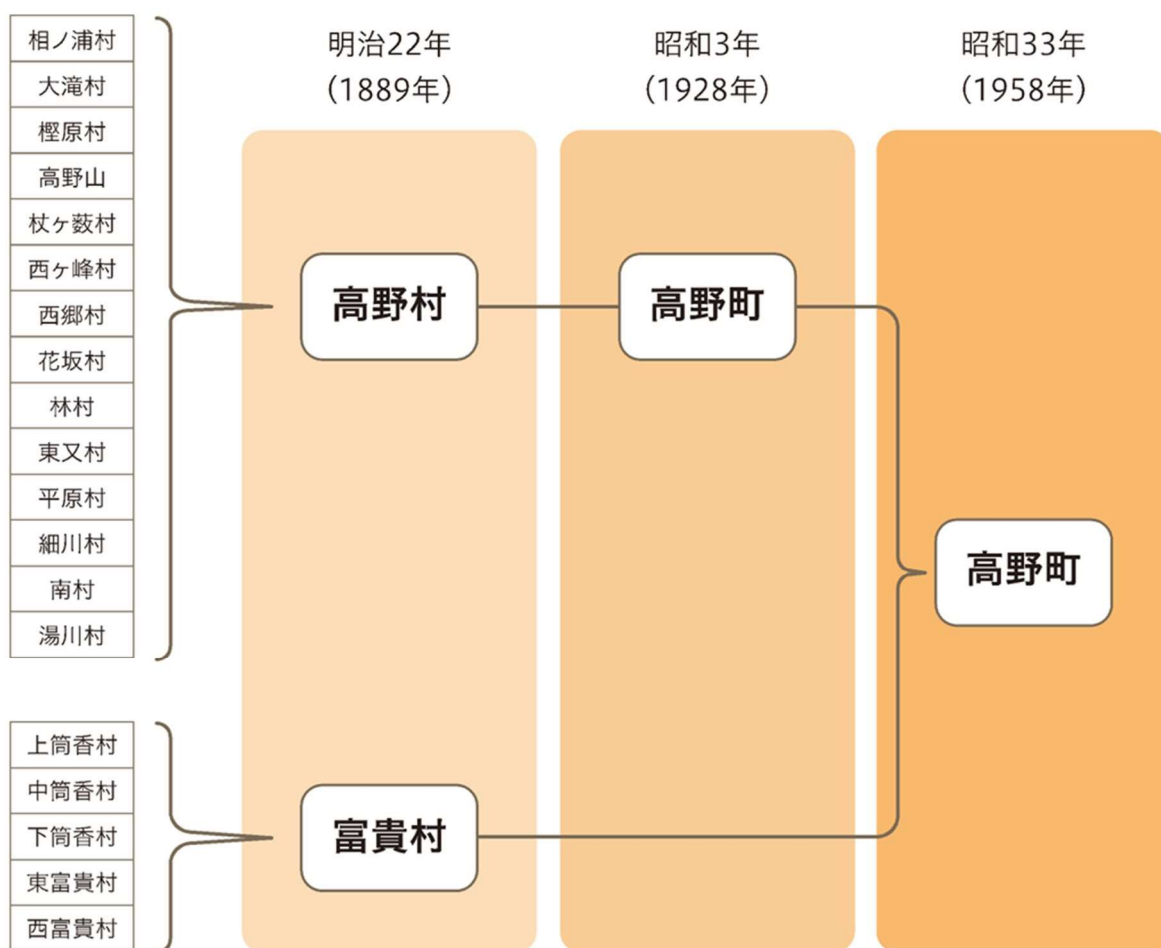 相ノ浦村
大滝村
樫原村
高野山
杖ヶ薮村
西ヶ峰村
西郷村
花坂村
林村
東又村
平原村
細川村
南村
湯川村
上筒香村
中筒香村
下筒香村
東富貴村
西富貴村
明治22年
（1889年）
昭和3年
（1928年）
昭和33年
（1958年）
高野村
高野町
高野町
富貴村